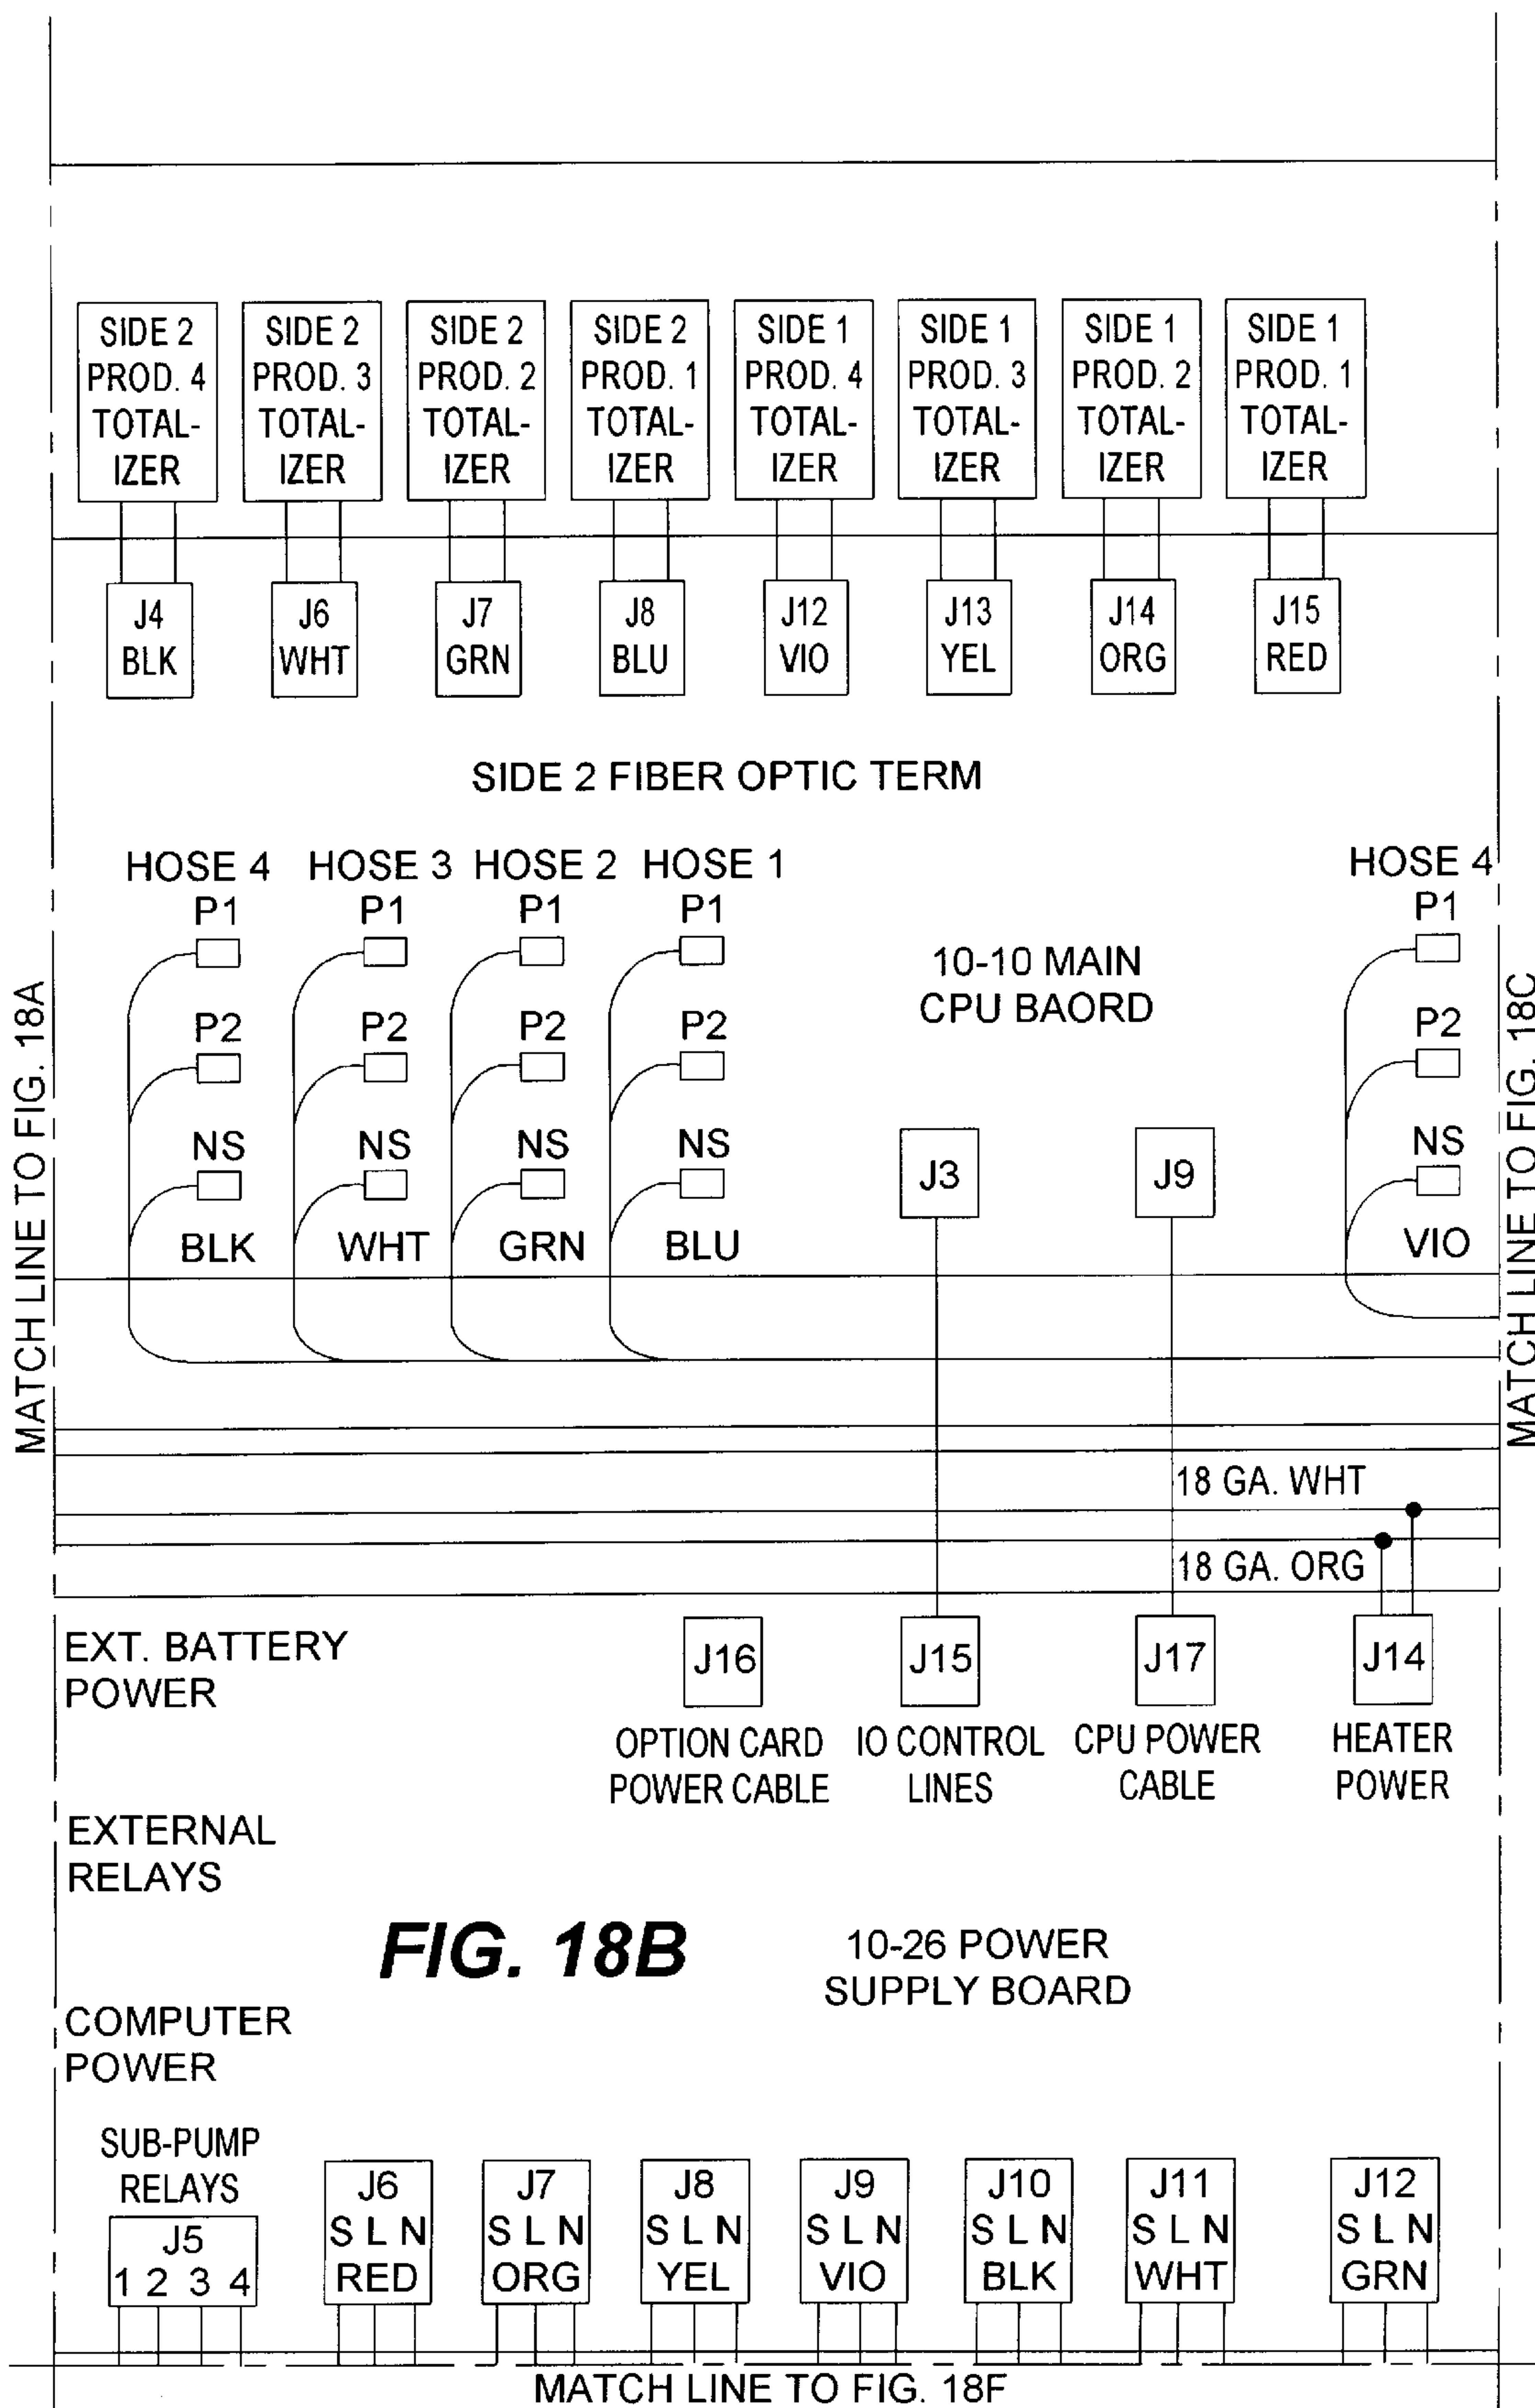 SIDE 2
PROD. 4
TOTAL-
IZER
SIDE 2
PROD. 3
TOTAL-
IZER
SIDE 2
PROD. 2
TOTAL-
IZER
SIDE 2
PROD. 1
TOTAL-
IZER
SIDE 1
PROD. 4
TOTAL-
IZER
SIDE 1
PROD. 3
TOTAL-
IZER
SIDE 1
PROD. 2
TOTAL-
IZER
SIDE 1
PROD. 1
TOTAL-
IZER
J4
BLK
J6
WHT
J7
GRN
J8
BLU
J12
VIO
J13
YEL
J14
ORG
J15
RED
SIDE 2 FIBER OPTIC TERM
HOSE 4
P1
P2
NS
BLK
HOSE 3
P1
P2
NS
WHT
HOSE 2
P1
P2
NS
GRN
HOSE 1
P1
P2
NS
BLU
10-10 MAIN
CPU BAORD
J3
J9
HOSE 4
P1
P2
NS
VIO
MATCH LINE TO FIG. 18A
MATCH LINE TO FIG. 18C
18 GA. WHT
18 GA. ORG
EXT. BATTERY
POWER
J16
OPTION CARD
POWER CABLE
J15
IO CONTROL
LINES
J17
CPU POWER
CABLE
J14
HEATER
POWER
EXTERNAL
RELAYS
FIG. 18B
10-26 POWER
SUPPLY BOARD
COMPUTER
POWER
SUB-PUMP
RELAYS
J5
1 2 3 4
J6
S L N
RED
J7
S L N
ORG
J8
S L N
YEL
J9
S L N
VIO
J10
S L N
BLK
J11
S L N
WHT
J12
S L N
GRN
MATCH LINE TO FIG. 18F